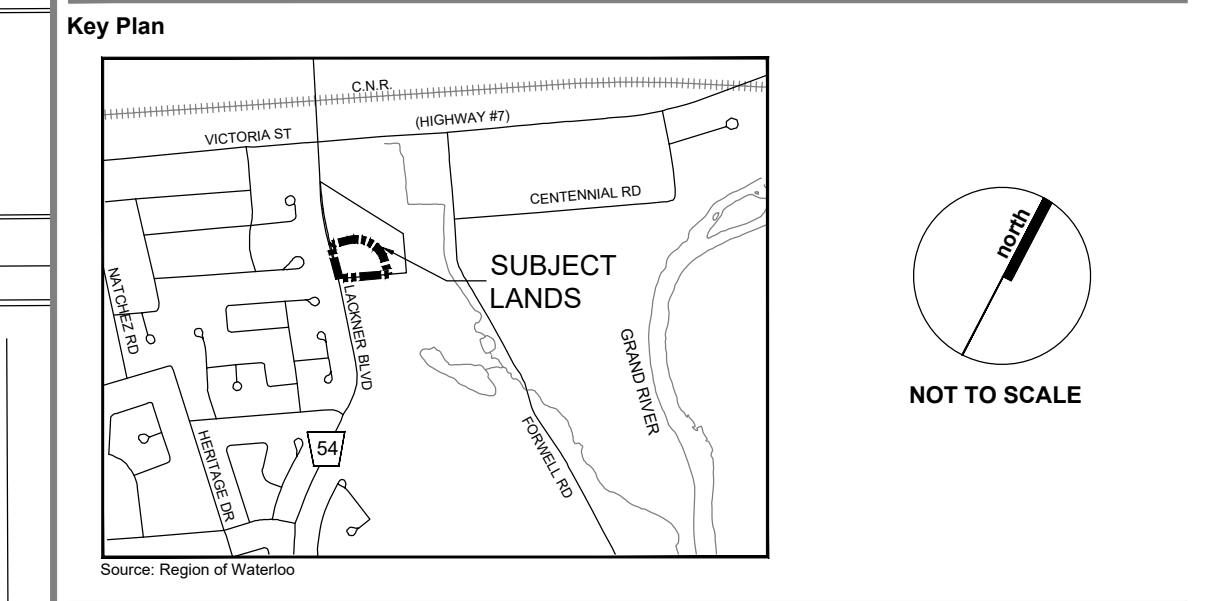 Key Plan
C.N.R.
(HIGHWAY #7)
VICTORIA ST
CENTENNIAL RD
SUBJECT
LANDS
NATCHEZ RD
LACKNER BLVD
GRAND RIVER
FORWELL RD
HERITAGE DR
54
north
NOT TO SCALE
Source: Region of Waterloo